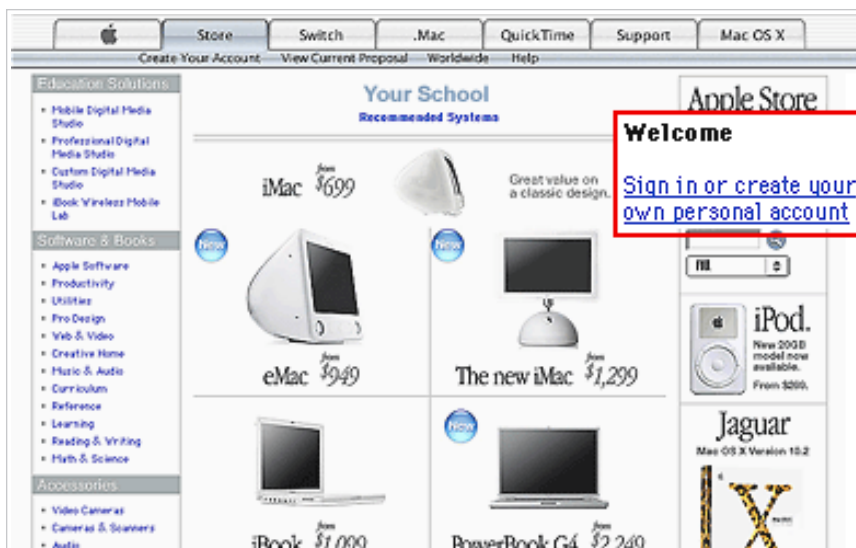 Store Switch .Mac QuickTime Support Mac OS X
Create Your Account View Current Proposal Worldwide Help
Education Solutions
Mobile Digital Media
Studio
Professional Digital
Media Studio
Custom Digital Media
Studio
iBook Wireless Mobile
Lab
Software & Books
Apple Software
Productivity
Utilities
Pro Design
Web & Video
Creative Home
Music & Audio
Curriculum
Reference
Learning
Reading & Writing
Math & Science
Accessories
Video Cameras
Cameras & Scanners
Audio
Your School
Recommended Systems
iMac from $699
Great value on
a classic design.
New
New
eMac from $949
The new iMac from $1,299
New
iBook from $1,099
PowerBook G4 from $2,249
Apple Store
Welcome
Sign in or create your
own personal account
iPod.
New 20GB
model now
available.
From $289.
Jaguar
Mac OS X Version 10.2
X